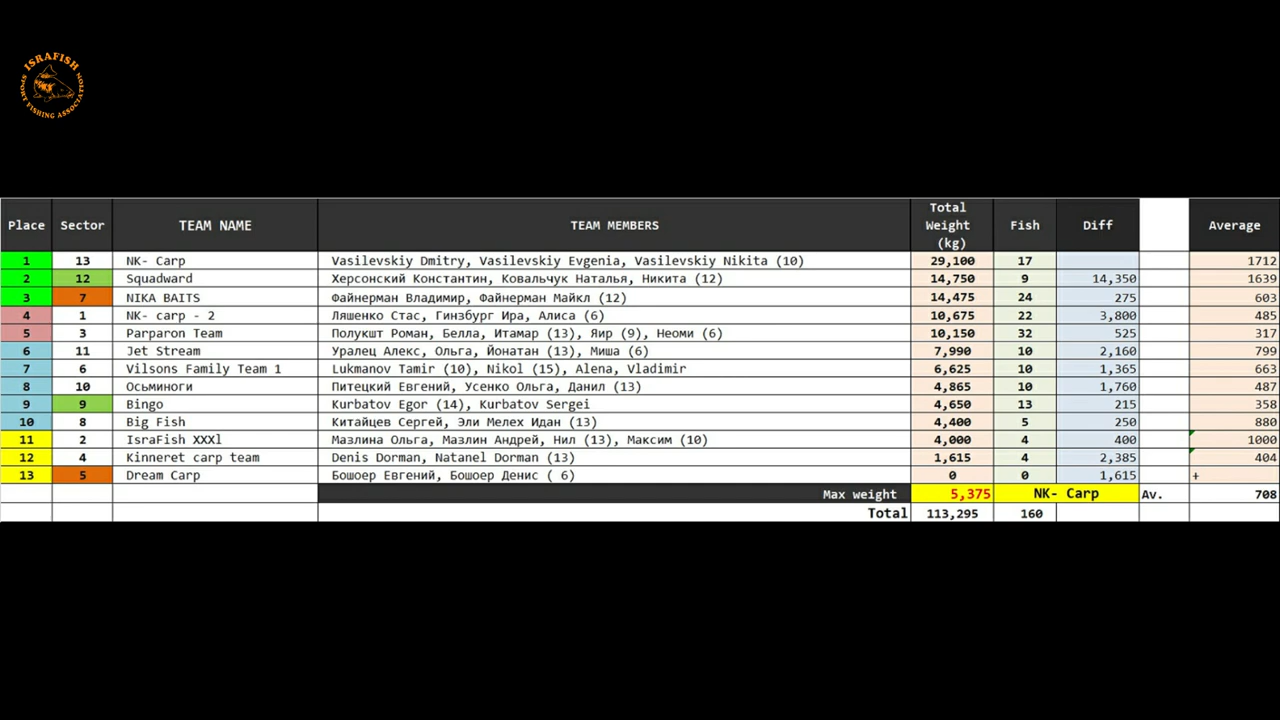 ISRAFISH
SPORT FISHING ASSOCIATION
Place Sector TEAM NAME TEAM MEMBERS Total Weight (kg) Fish Diff Average
1 13 NK- Carp Vasilevskiy Dmitry, Vasilevskiy Evgenia, Vasilevskiy Nikita (10) 29,100 17 1712
2 12 Squadward Херсонский Константин, Ковальчук Наталья, Никита (12) 14,750 9 14,350 1639
3 7 NIKA BAITS Файнерман Владимир, Файнерман Майкл (12) 14,475 24 275 603
4 1 NK- carp - 2 Ляшенко Стас, Гинзбург Ира, Алиса (6) 10,675 22 3,800 485
5 3 Parparon Team Полукшт Роман, Белла, Итамар (13), Яир (9), Неоми (6) 10,150 32 525 317
6 11 Jet Stream Уралец Алекс, Ольга, Йонатан (13), Миша (6) 7,990 10 2,160 799
7 6 Vilsons Family Team 1 Lukmanov Tamir (10), Nikol (15), Alena, Vladimir 6,625 10 1,365 663
8 10 Осьминоги Питецкий Евгений, Усенко Ольга, Данил (13) 4,865 10 1,760 487
9 9 Bingo Kurbatov Egor (14), Kurbatov Sergei 4,650 13 215 358
10 8 Big Fish Китайцев Сергей, Эли Мелех Идан (13) 4,400 5 250 880
11 2 IsraFish XXXl Мазлина Ольга, Мазлин Андрей, Нил (13), Максим (10) 4,000 4 400 1000
12 4 Kinneret carp team Denis Dorman, Natanel Dorman (13) 1,615 4 2,385 404
13 5 Dream Carp Бошоер Евгений, Бошоер Денис ( 6) 0 0 1,615 +
Max weight 5,375 NK- Carp Av. 708
Total 113,295 160